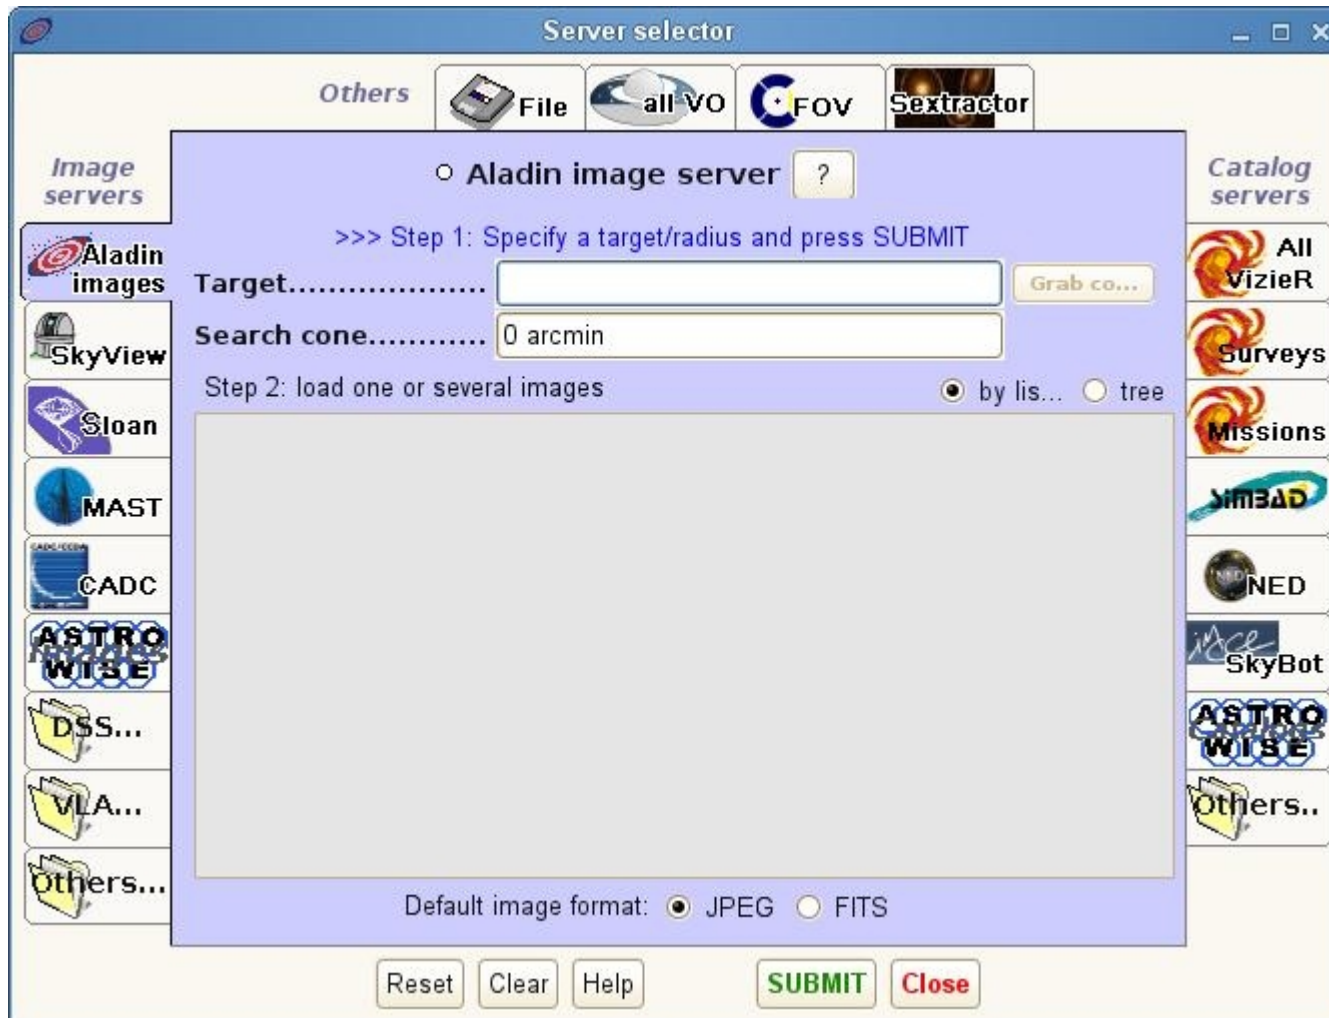 Server selector
Others
File
all VO
FOV
Sextractor
Image
servers
Catalog
servers
Aladin image server
?
>>> Step 1: Specify a target/radius and press SUBMIT
Target....................
Grab co...
Search cone............
0 arcmin
Step 2: load one or several images
by lis...
tree
Aladin
images
SkyView
Sloan
MAST
CADC
ASTRO
Images
WISE
DSS...
VLA...
Others...
All
VizieR
Surveys
Missions
SIMBAD
NED
SkyBot
ASTRO
Catalogs
WISE
Others..
Default image format:
JPEG
FITS
Reset
Clear
Help
SUBMIT
Close